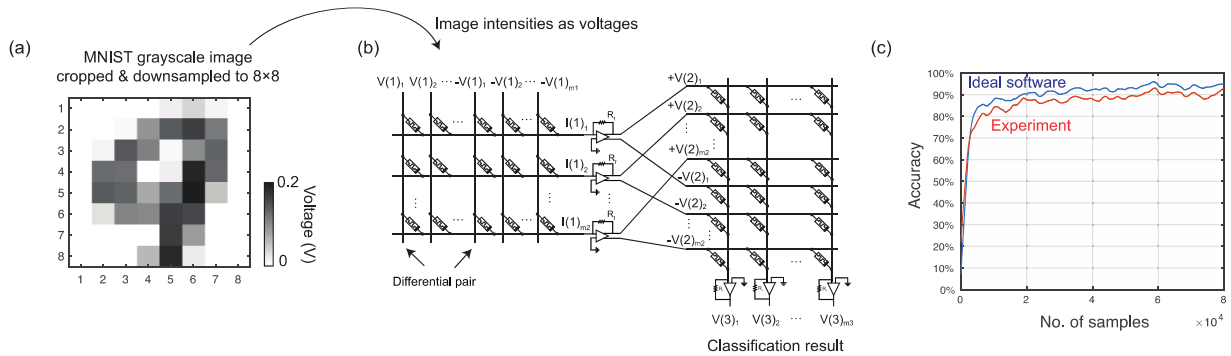 Image intensities as voltages
(a)
MNIST grayscale image
cropped & downsampled to 8×8
1
2
3
4
5
6
7
8
1 2 3 4 5 6 7 8
0.2
0
Voltage (V)
(b)
V(1)₁ V(1)₂ ··· -V(1)₁ -V(1)₂ ··· -V(1)ₘ₁
I(1)₁
I(1)₂
I(1)ₘ₂
Rf
Rf
Rf
Differential pair
+V(2)₁
+V(2)₂
+V(2)ₘ₂
-V(2)₁
-V(2)₂
-V(2)ₘ₂
V(3)₁ V(3)₂ ··· V(3)ₘ₃
Classification result
(c)
100%
90%
80%
70%
60%
50%
40%
30%
20%
10%
0%
Accuracy
Ideal software
Experiment
0 2 4 6 80
No. of samples
×10⁴